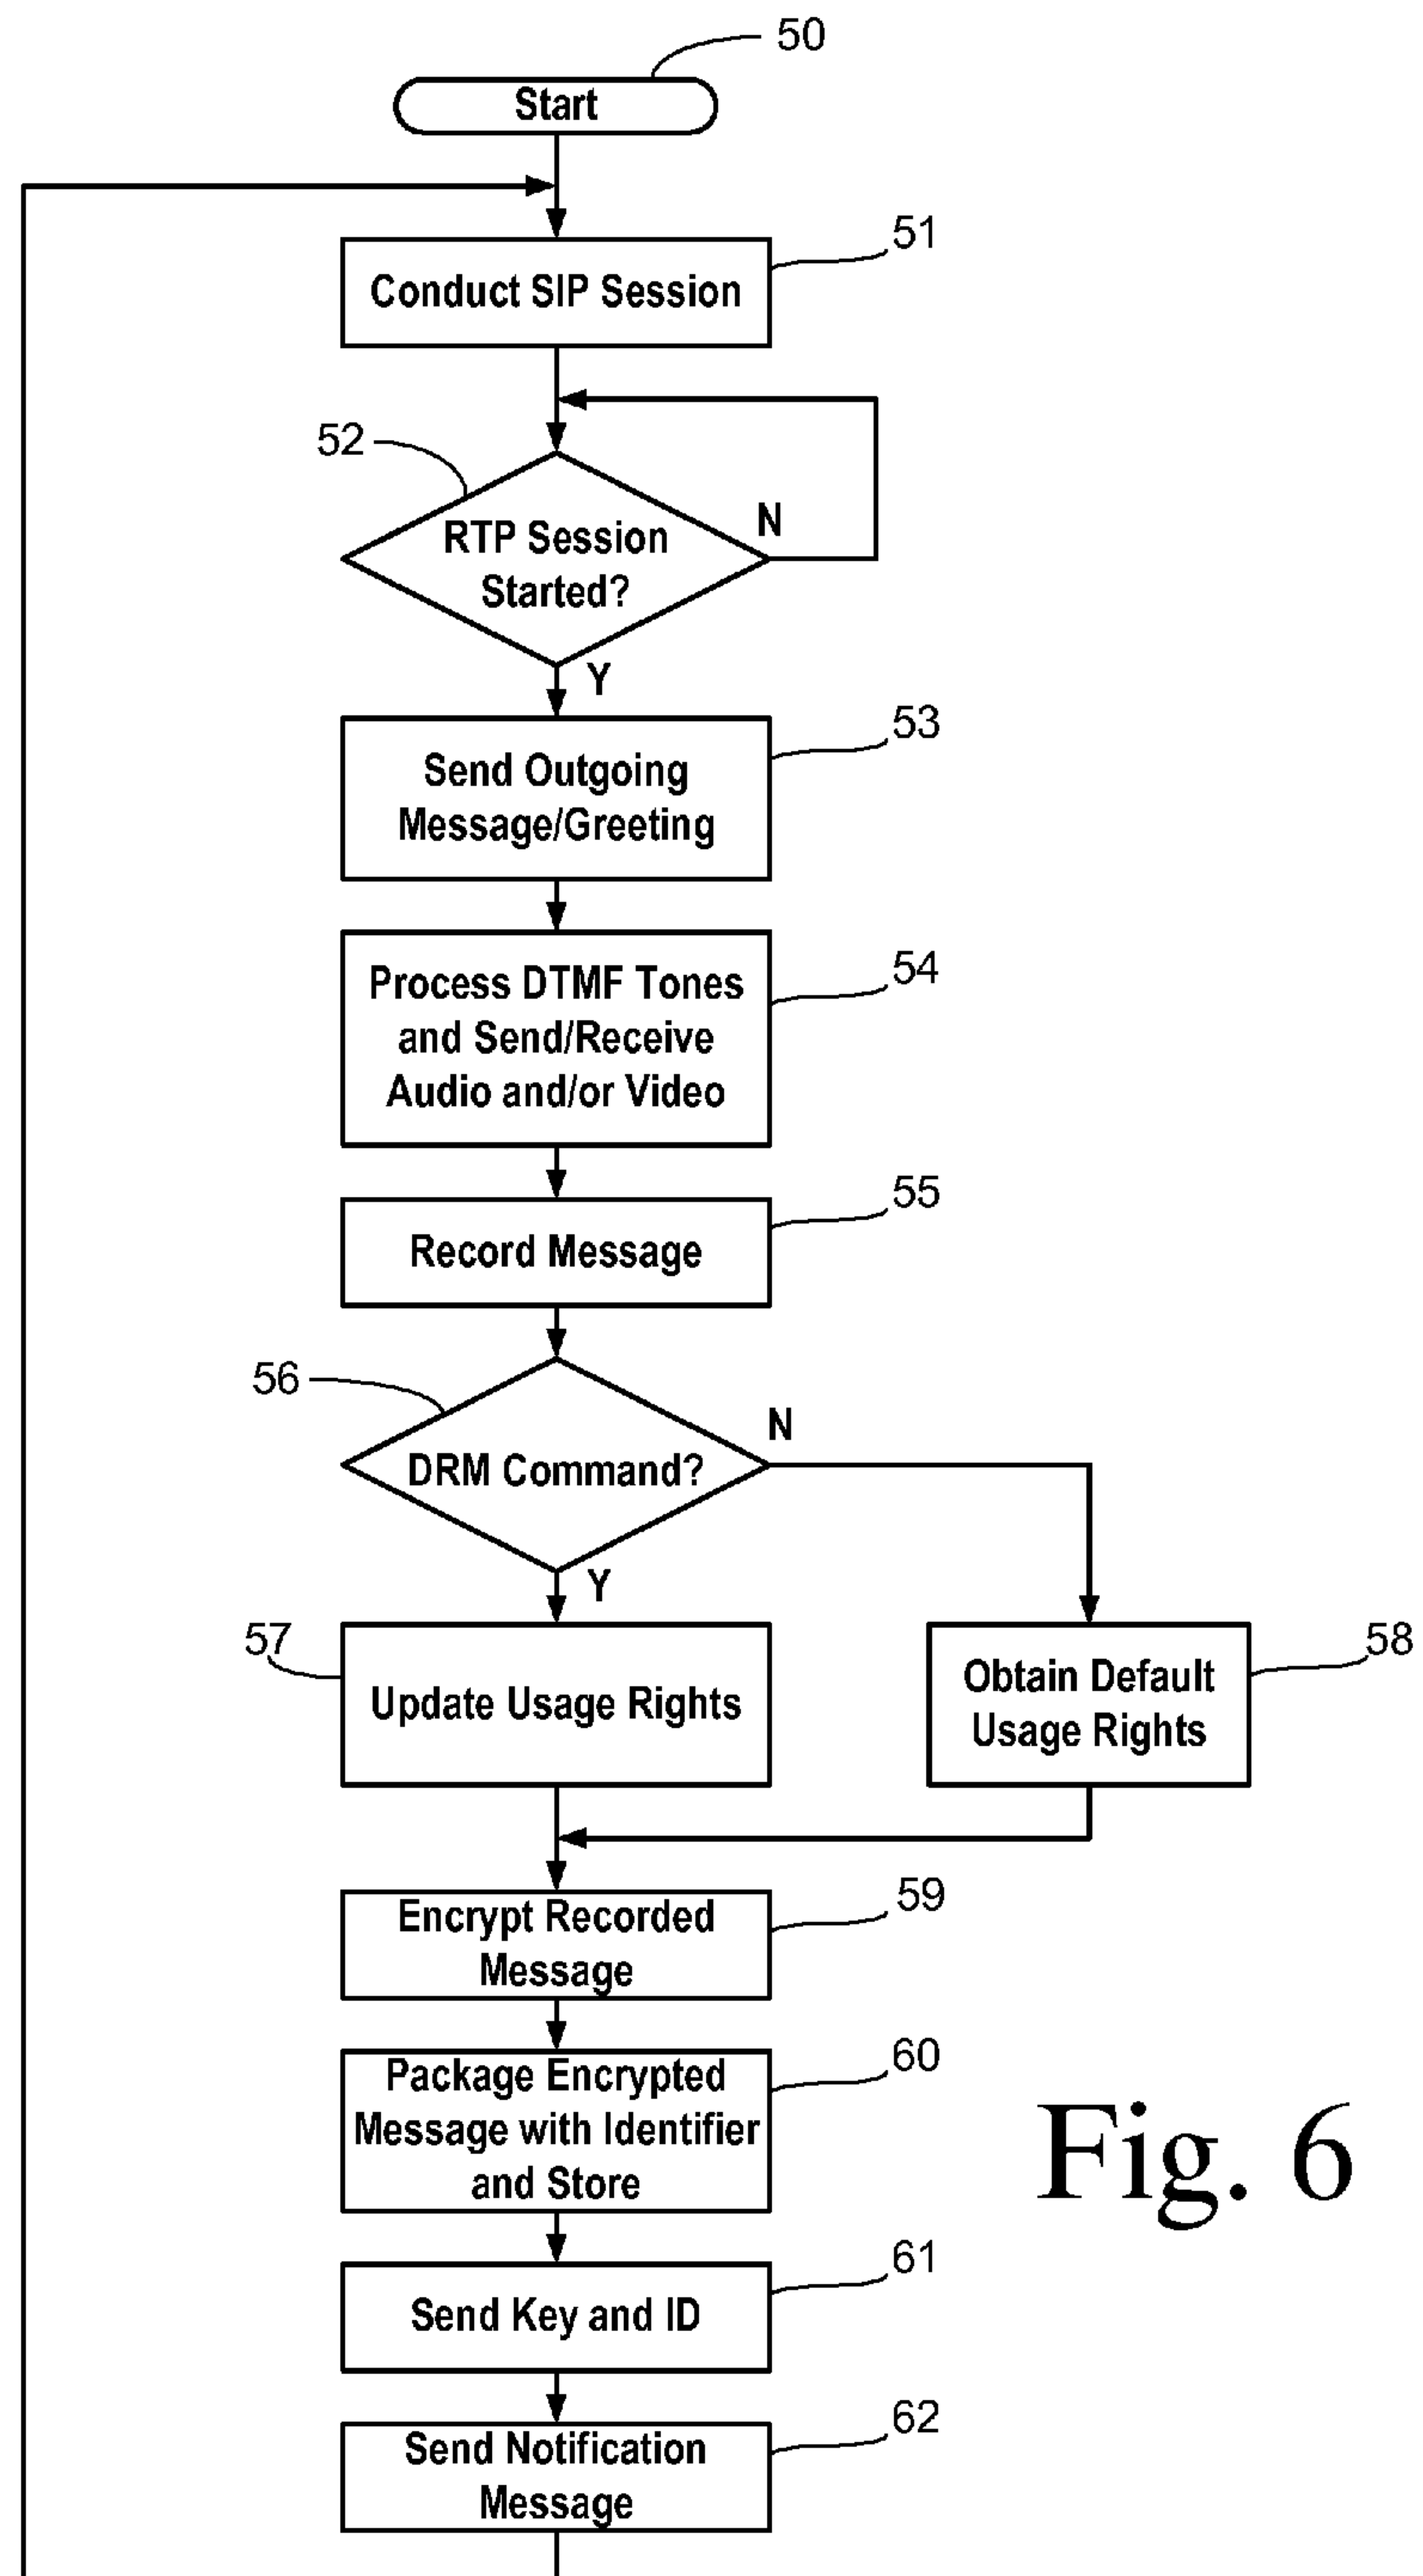 50
Start
51
Conduct SIP Session
52
RTP Session
Started?
N
Y
53
Send Outgoing
Message/Greeting
54
Process DTMF Tones
and Send/Receive
Audio and/or Video
55
Record Message
56
DRM Command?
N
Y
57
Update Usage Rights
58
Obtain Default
Usage Rights
59
Encrypt Recorded
Message
60
Package Encrypted
Message with Identifier
and Store
Fig. 6
61
Send Key and ID
62
Send Notification
Message